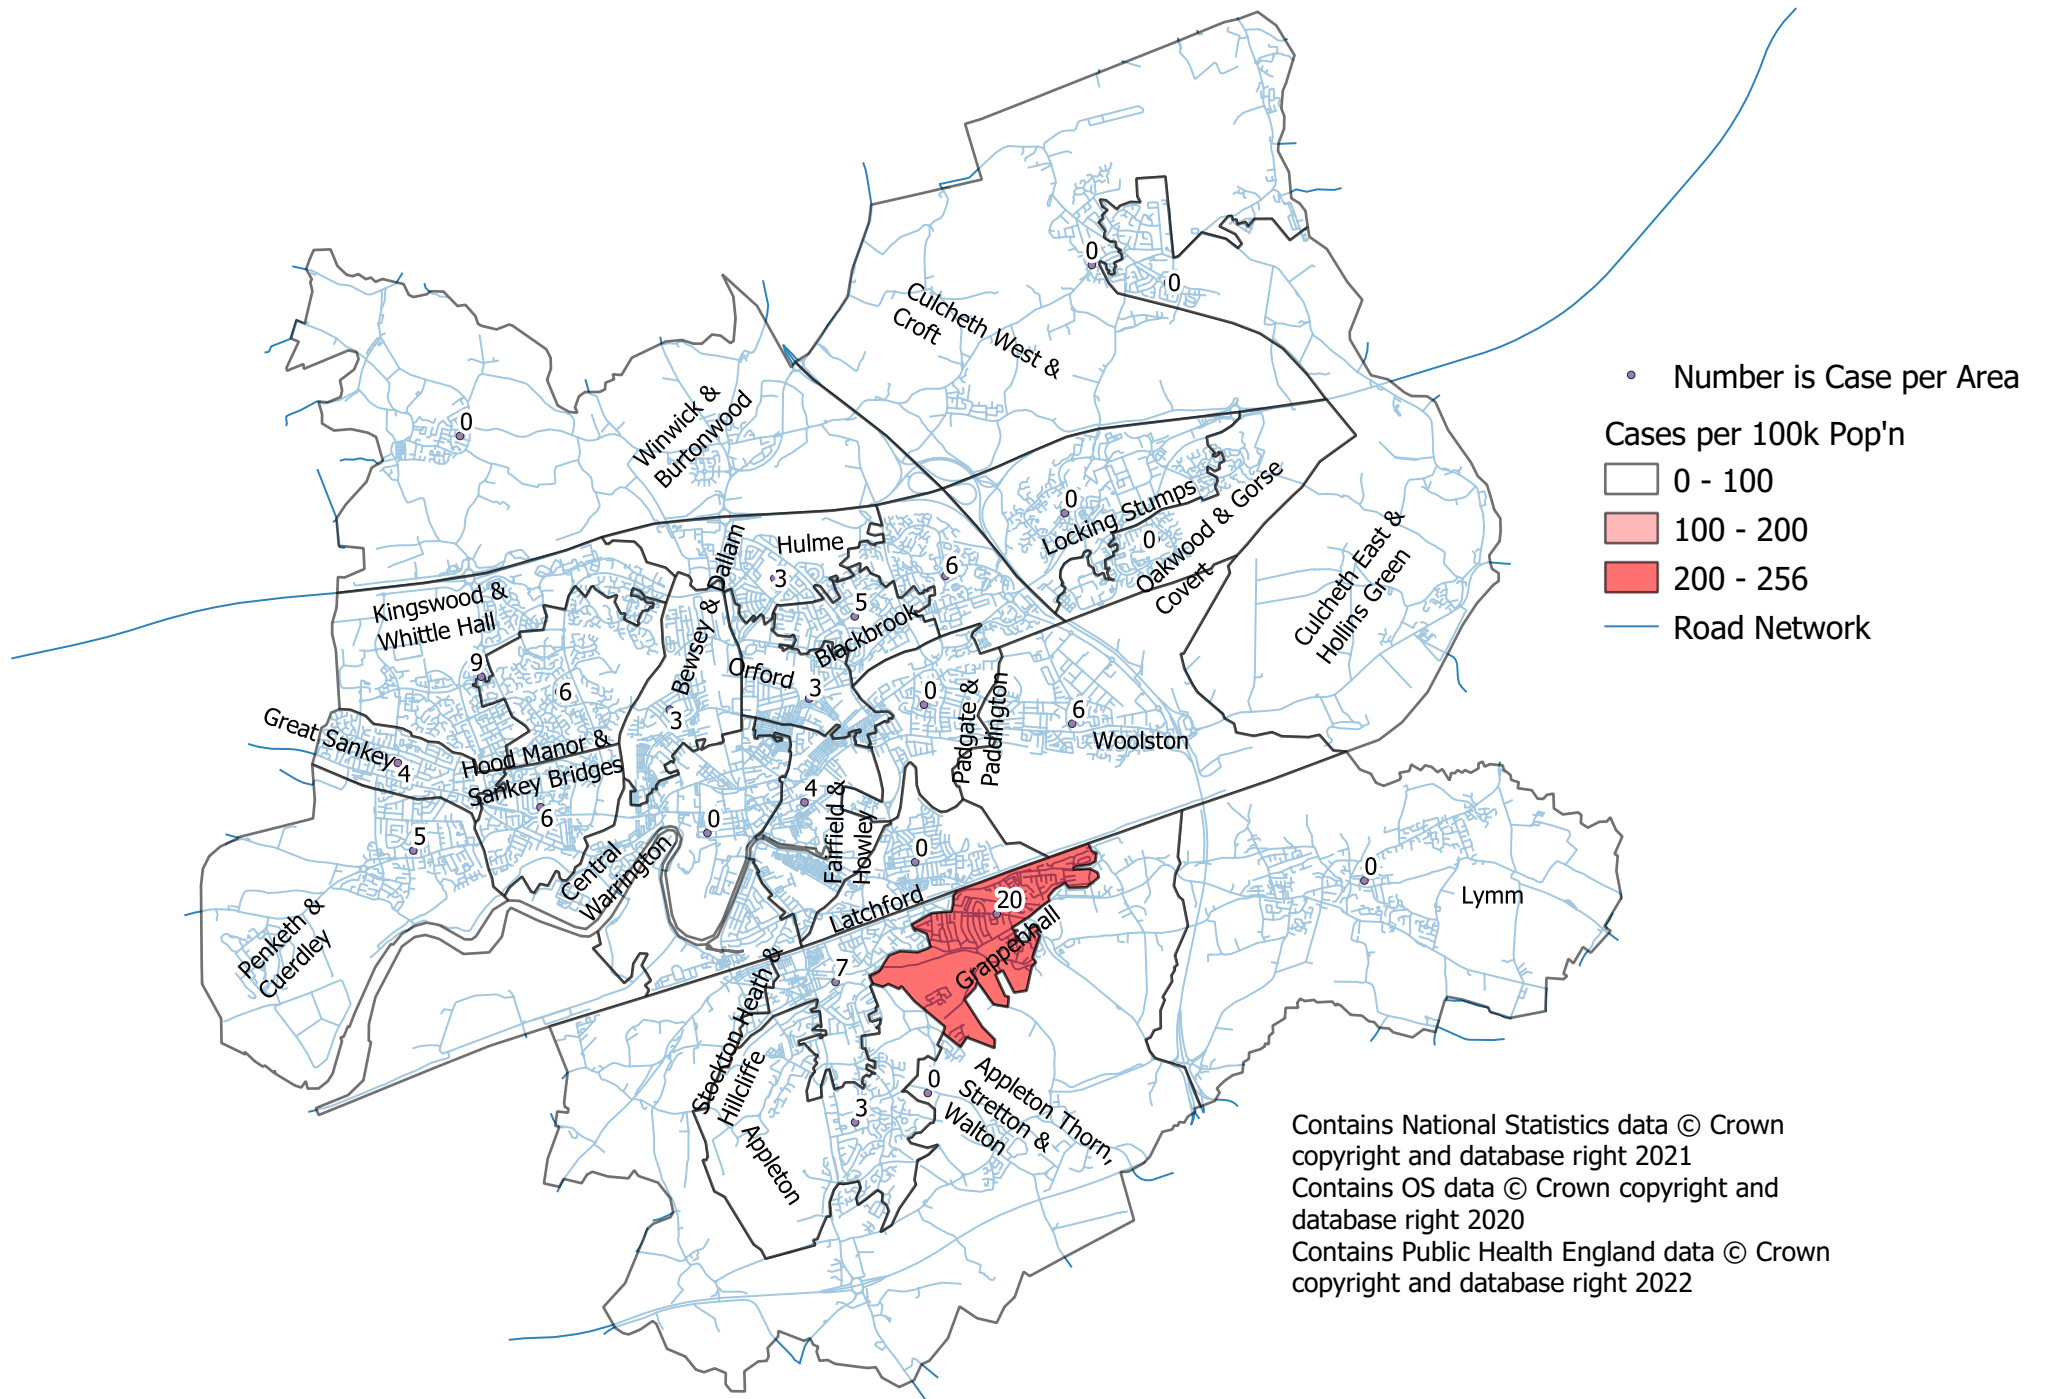 0
0
Culcheth West &
Croft
Number is Case per Area
Cases per 100k Pop'n
0 - 100
100 - 200
200 - 256
Road Network
0
Winwick &
Burtonwood
0
Locking Stumps
0
Oakwood & Gorse
Covert
Culcheth East &
Hollins Green
Hulme
3
6
5
Blackbrook
Kingswood &
Whittle Hall
9
6
Bewsey & Dallam
3
Orford
3
0
Padgate &
Paddington
6
Woolston
Great Sankey
4
Hood Manor &
Sankey Bridges
6
5
0
4
Fairfield &
Howley
0
Central
Warrington
Penketh &
Cuerdley
Latchford
20
Grappenhall
0
Lymm
7
Stockton Heath &
Hillcliffe
3
Appleton
0
Appleton Thorn,
Stretton &
Walton
Contains National Statistics data © Crown
copyright and database right 2021
Contains OS data © Crown copyright and
database right 2020
Contains Public Health England data © Crown
copyright and database right 2022